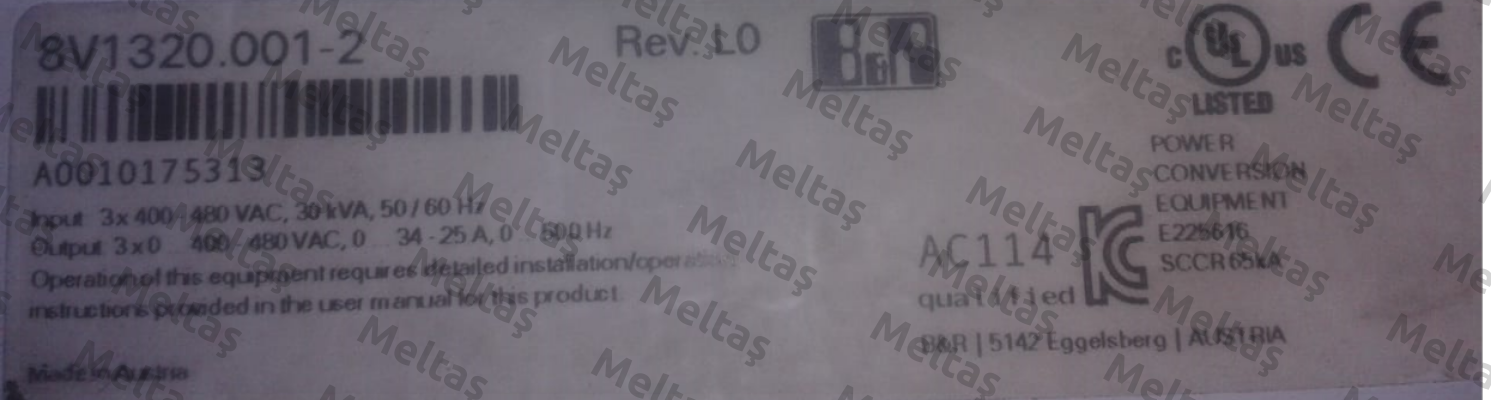 8V1320.001-2
Rev. L0
B&R
A0010175313
Input 3x 400-480 VAC, 30 kVA, 50/60 Hz
Output 3x0 400-480 VAC, 0 34-25 A, 0 Hz
Operation of this equipment requires detailed installation/operation
instructions provided in the user manual for this product.
Made in Austria
AC114
qualified
B&R | 5142 Eggelsberg | AUSTRIA
C UL US
LISTED
CE
POWER
CONVERSION
EQUIPMENT
E225616
SCCR 65kA
KC
Meltaş